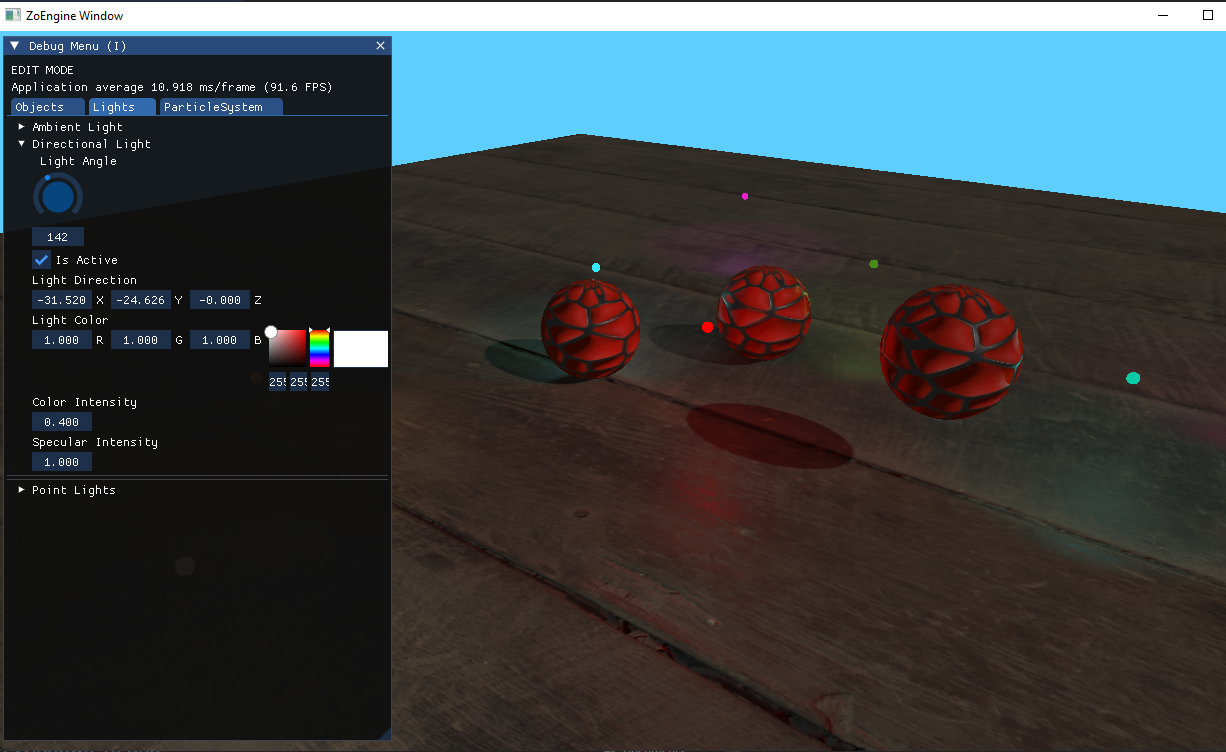 ZoEngine Window
Debug Menu (I)
EDIT MODE
Application average 10.918 ms/frame (91.6 FPS)
Objects Lights ParticleSystem
Ambient Light
Directional Light
Light Angle
142
Is Active
Light Direction
-31.520 X -24.626 Y -0.000 Z
Light Color
1.000 R 1.000 G 1.000 B
255 255 255
Color Intensity
0.400
Specular Intensity
1.000
Point Lights